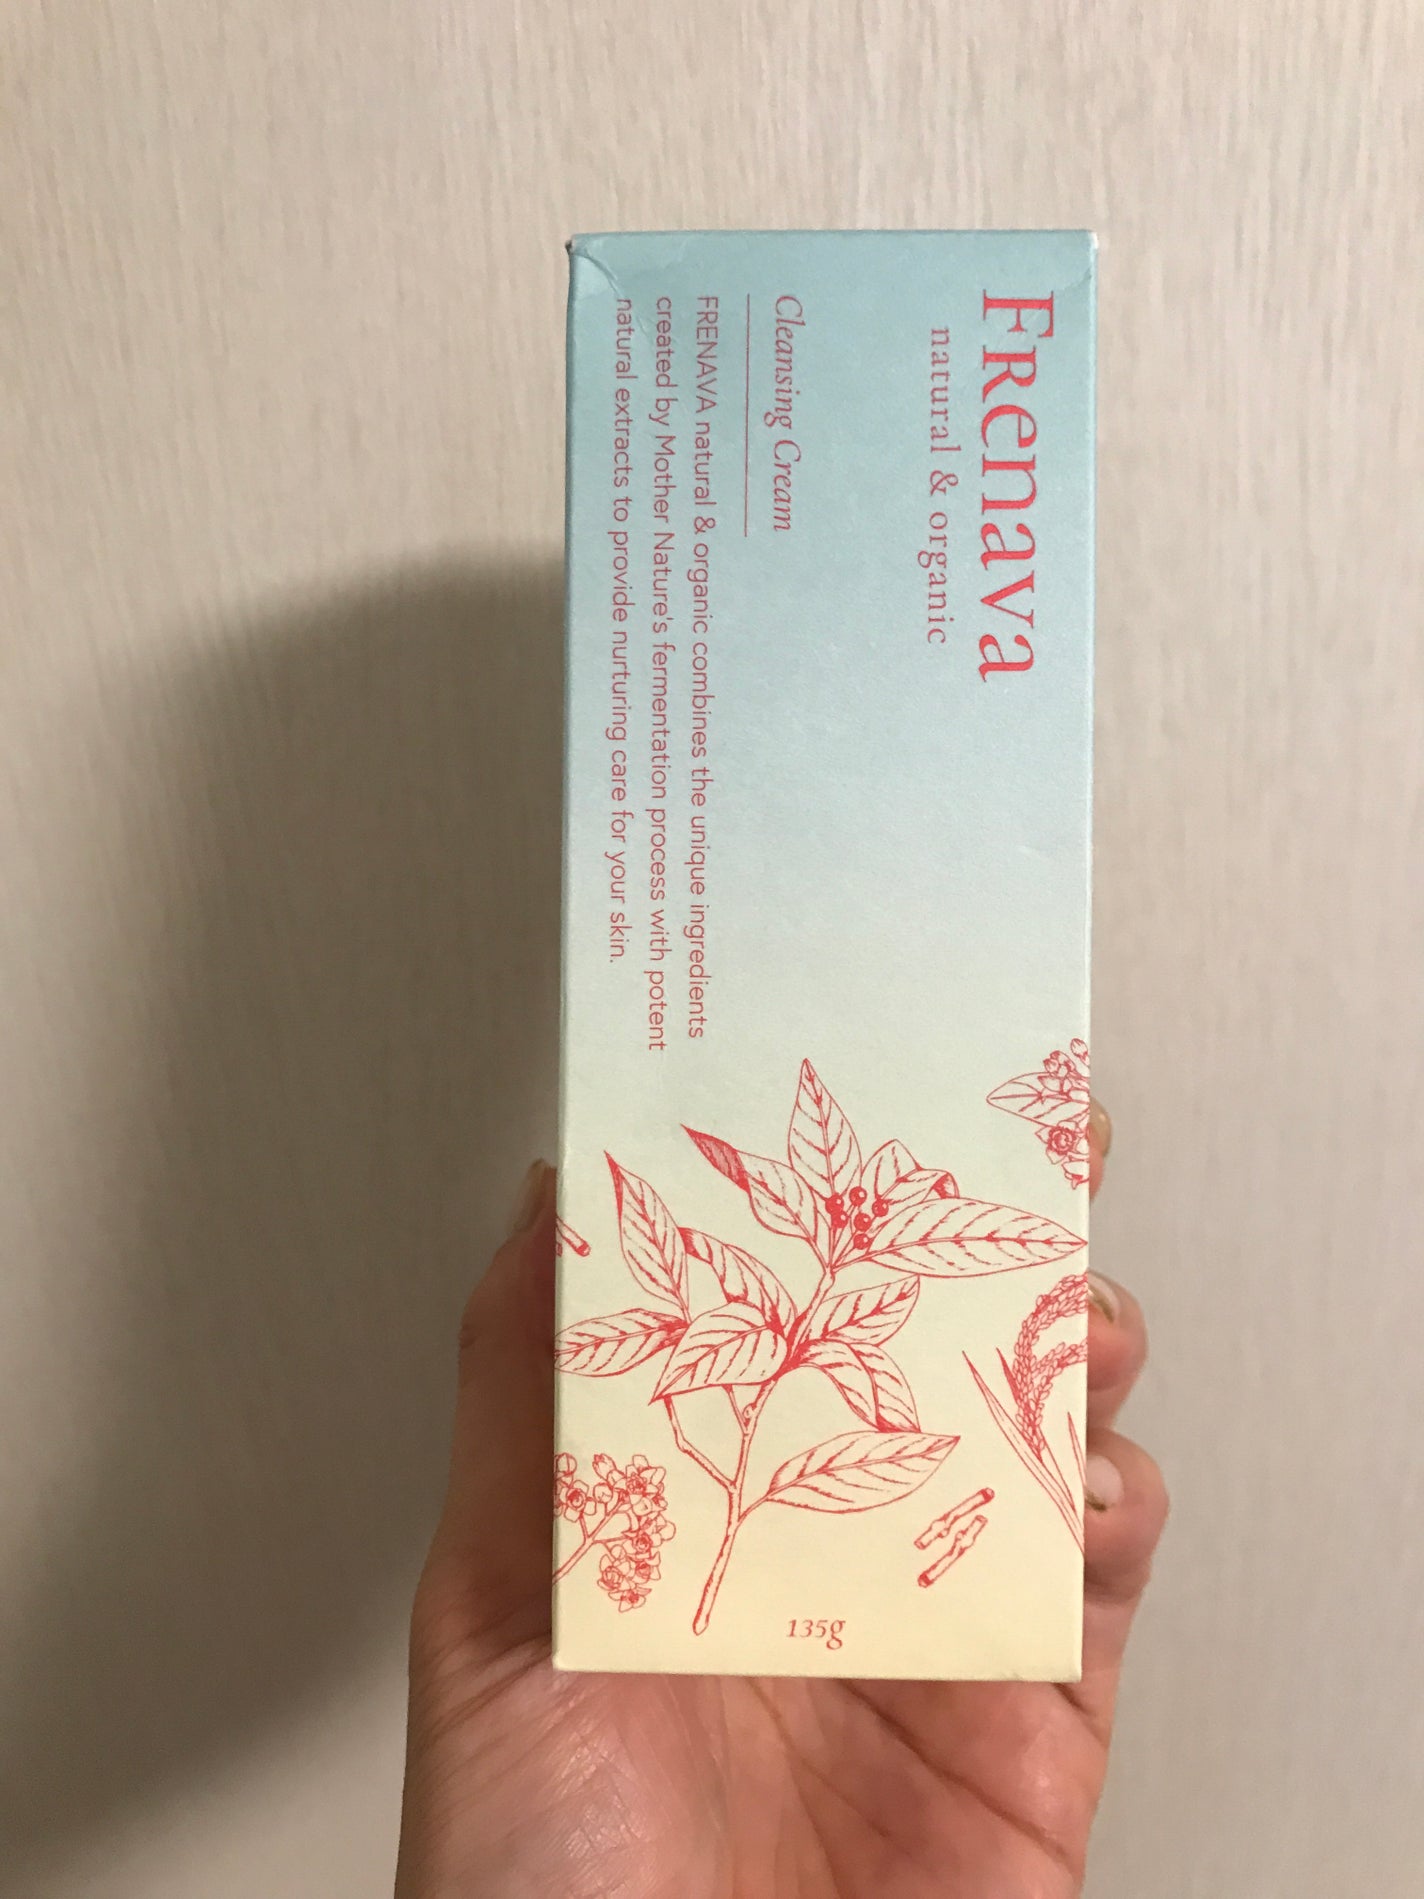 Frenava
natural & organic
Cleansing Cream
FRENAVA natural & organic combines the unique ingredients
created by Mother Nature's fermentation process with potent
natural extracts to provide nurturing care for your skin.
135g